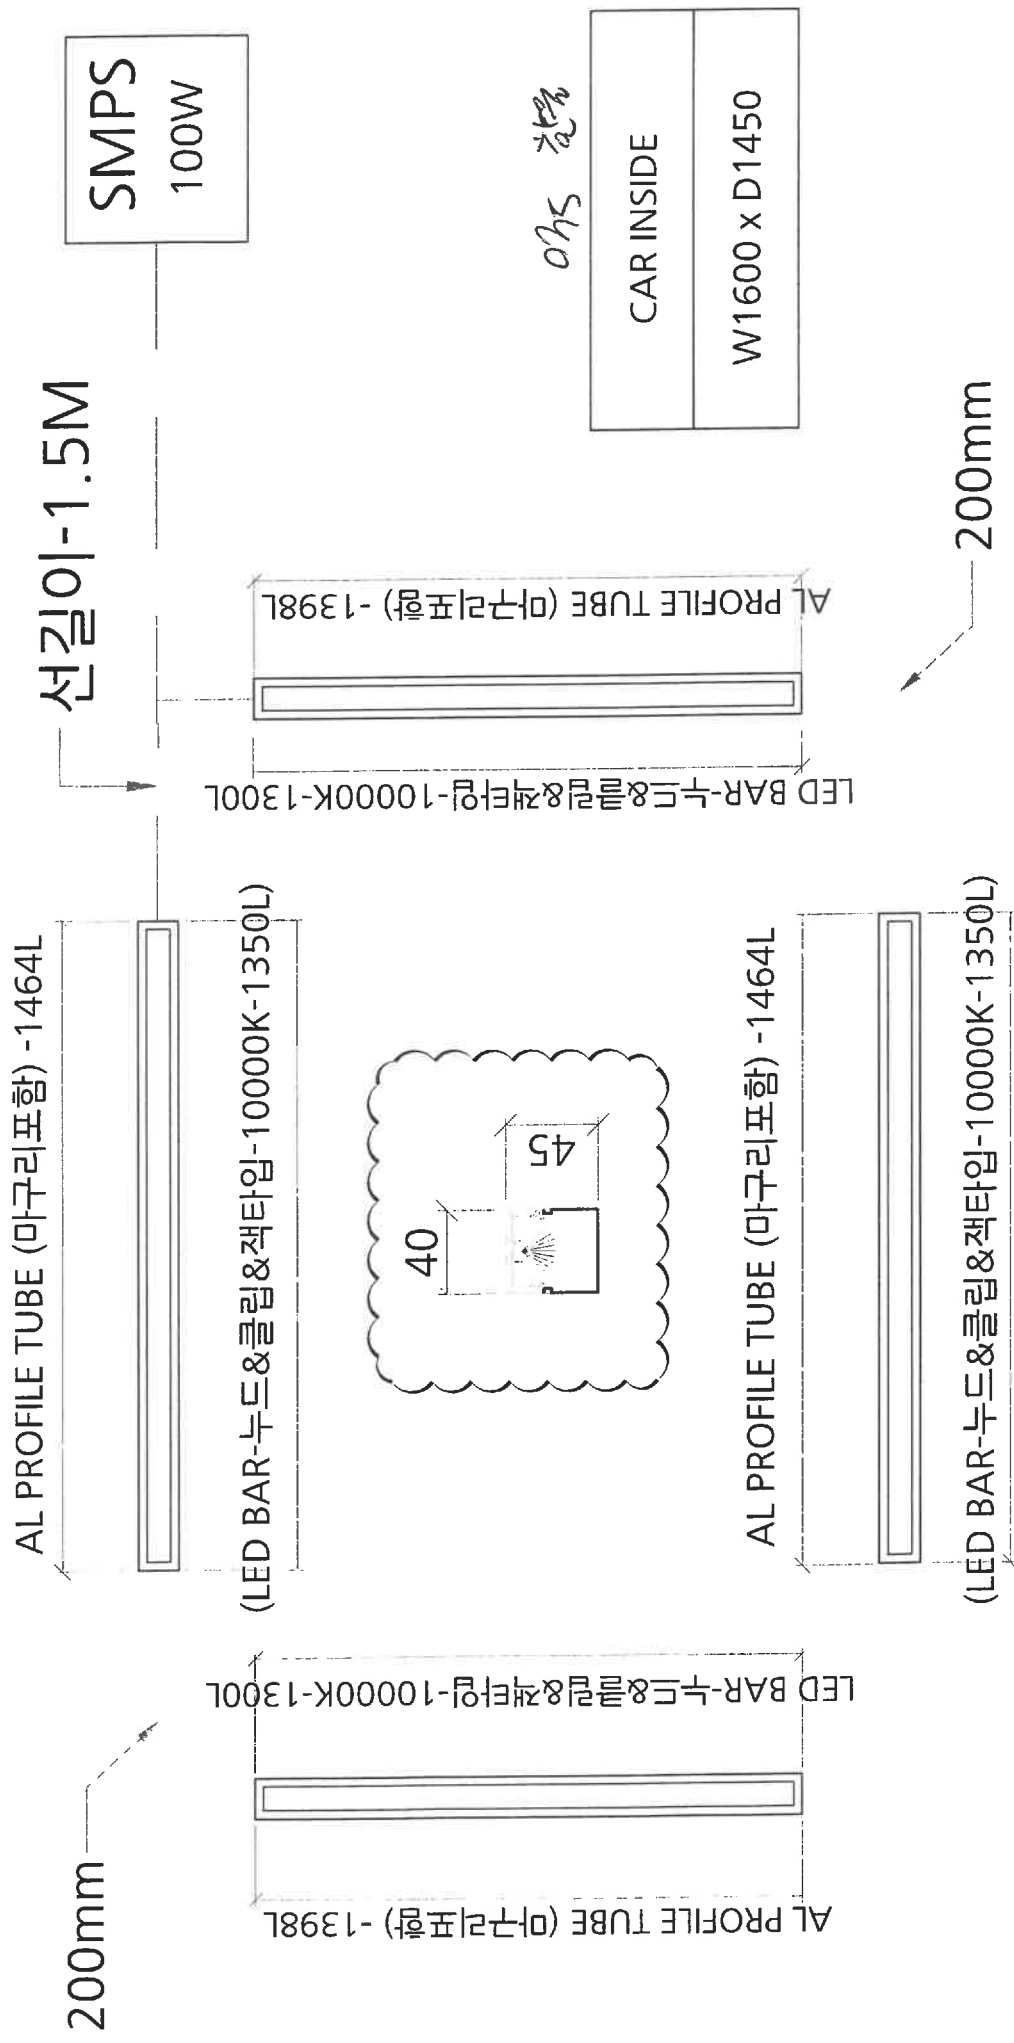 SMPS
100W
선길이-1.5M
200mm
AL PROFILE TUBE (마구리포함) -1464L
(LED BAR-누드&클립&잭타입-10000K-1350L)
AL PROFILE TUBE (마구리포함) -1398L
LED BAR-누드&클립&잭타입-10000K-1300L
40
45
LED BAR-누드&클립&잭타입-10000K-1300L
AL PROFILE TUBE (마구리포함) -1398L
AL PROFILE TUBE (마구리포함) -1464L
(LED BAR-누드&클립&잭타입-10000K-1350L)
200mm
CAR INSIDE
W1600 x D1450